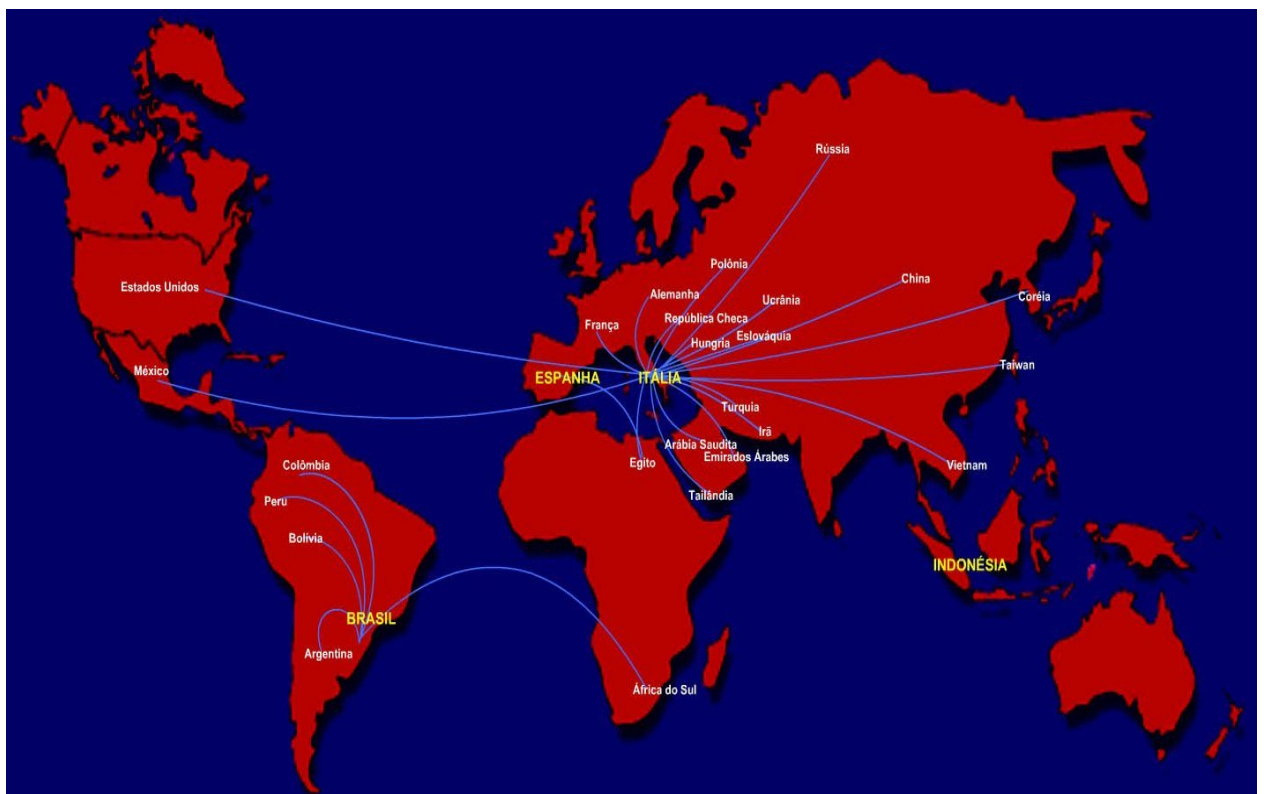 Rússia
Polônia
China
Estados Unidos
Alemanha
Ucrânia
Coréia
República Checa
França
Eslováquia
Hungria
Taiwan
México
ESPANHA
ITÁLIA
Turquia
Irã
Arábia Saudita
Emirados Árabes
Egito
Colômbia
Vietnam
Tailândia
Peru
Bolívia
INDONÉSIA
BRASIL
Argentina
África do Sul